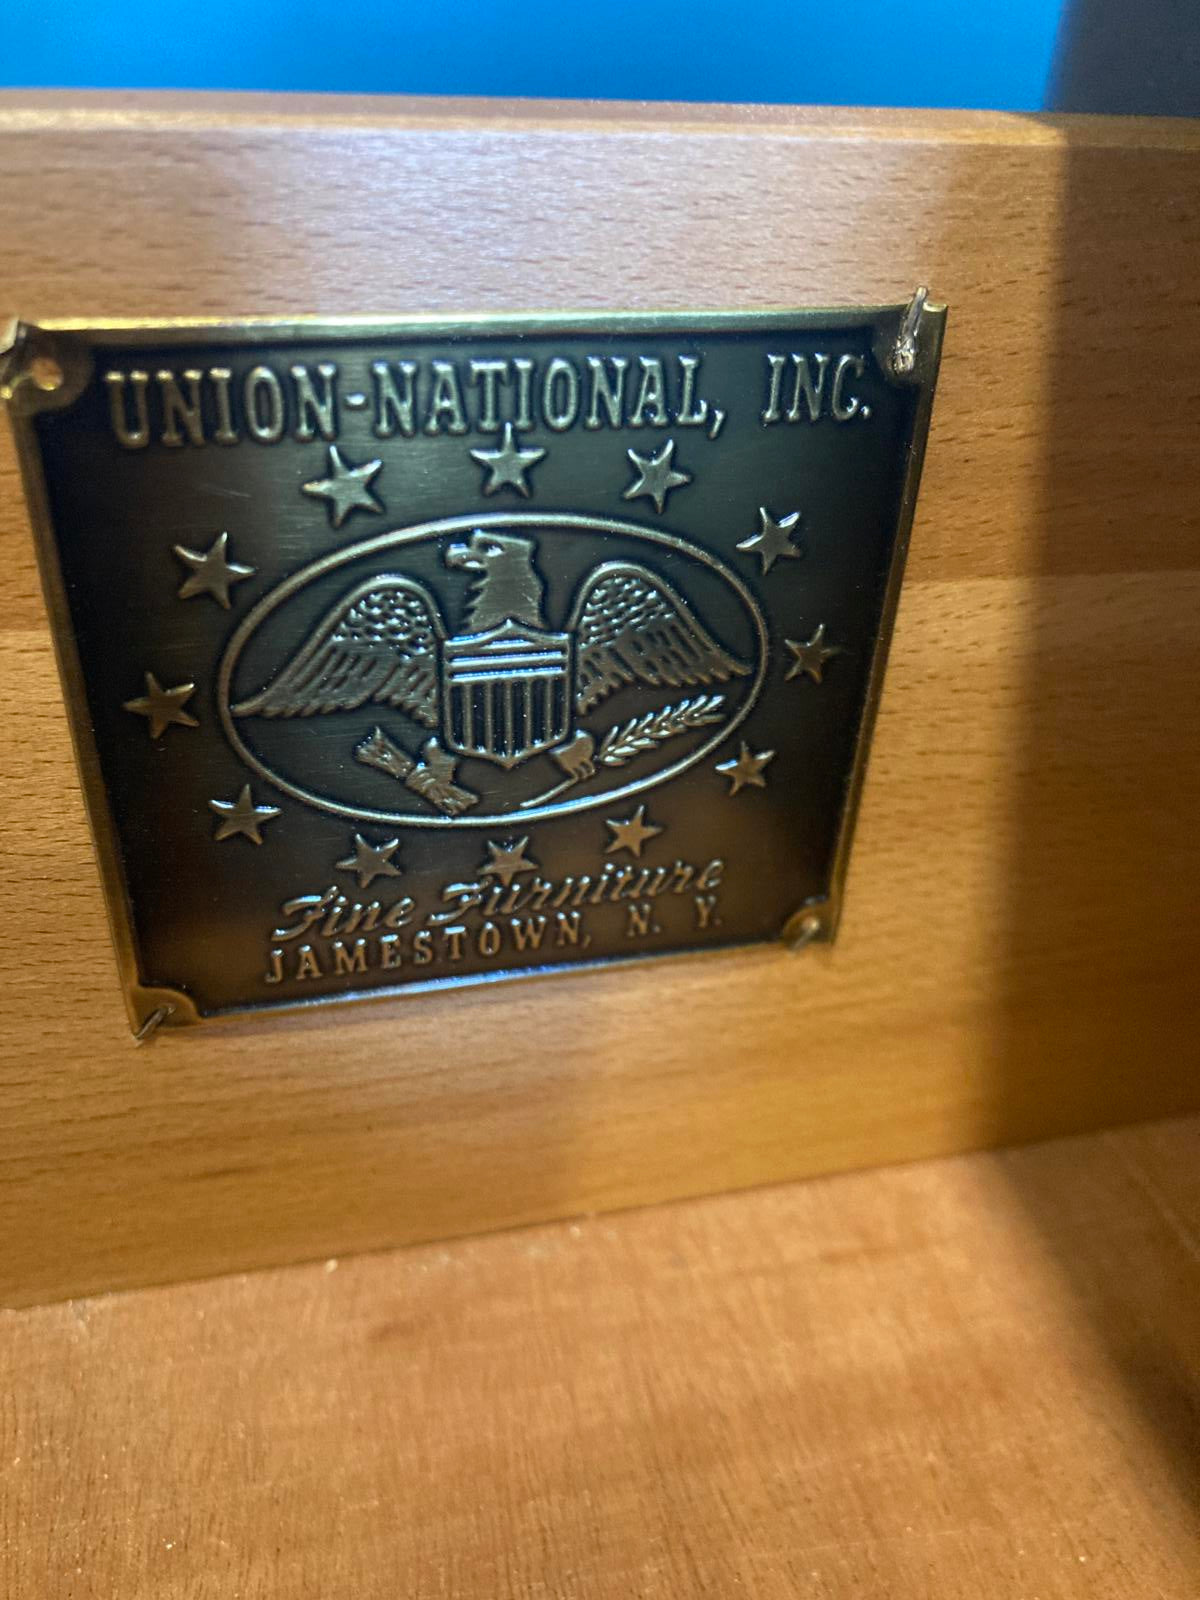 UNION-NATIONAL, INC.
Fine Furniture
JAMESTOWN, N. Y.